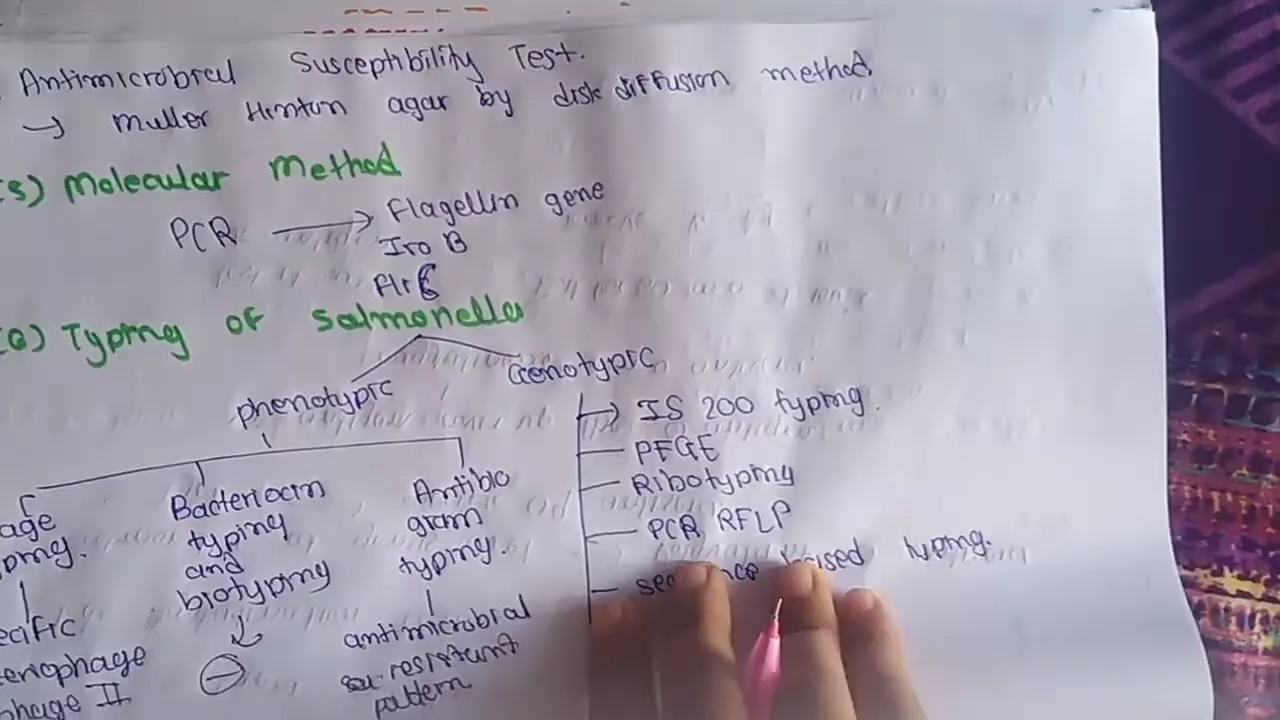 Antimicrobial Susceptibility Test.
→ muller Hinton agar by disk diffusion method
(5) Molecular Method
PCR → Flagellin gene
Iro B
Fli C
(6) Typing of Salmonella
phenotypic
Genotypic
age
ping.
ecific
eriophage
phage II
Bacteriocin
typing
and
biotyping
⊖
Antibio
gram
typing.
antimicrobial
resistant
pattern
→ IS 200 typing.
PFGE
Ribotyping
PCR RFLP
based typing.